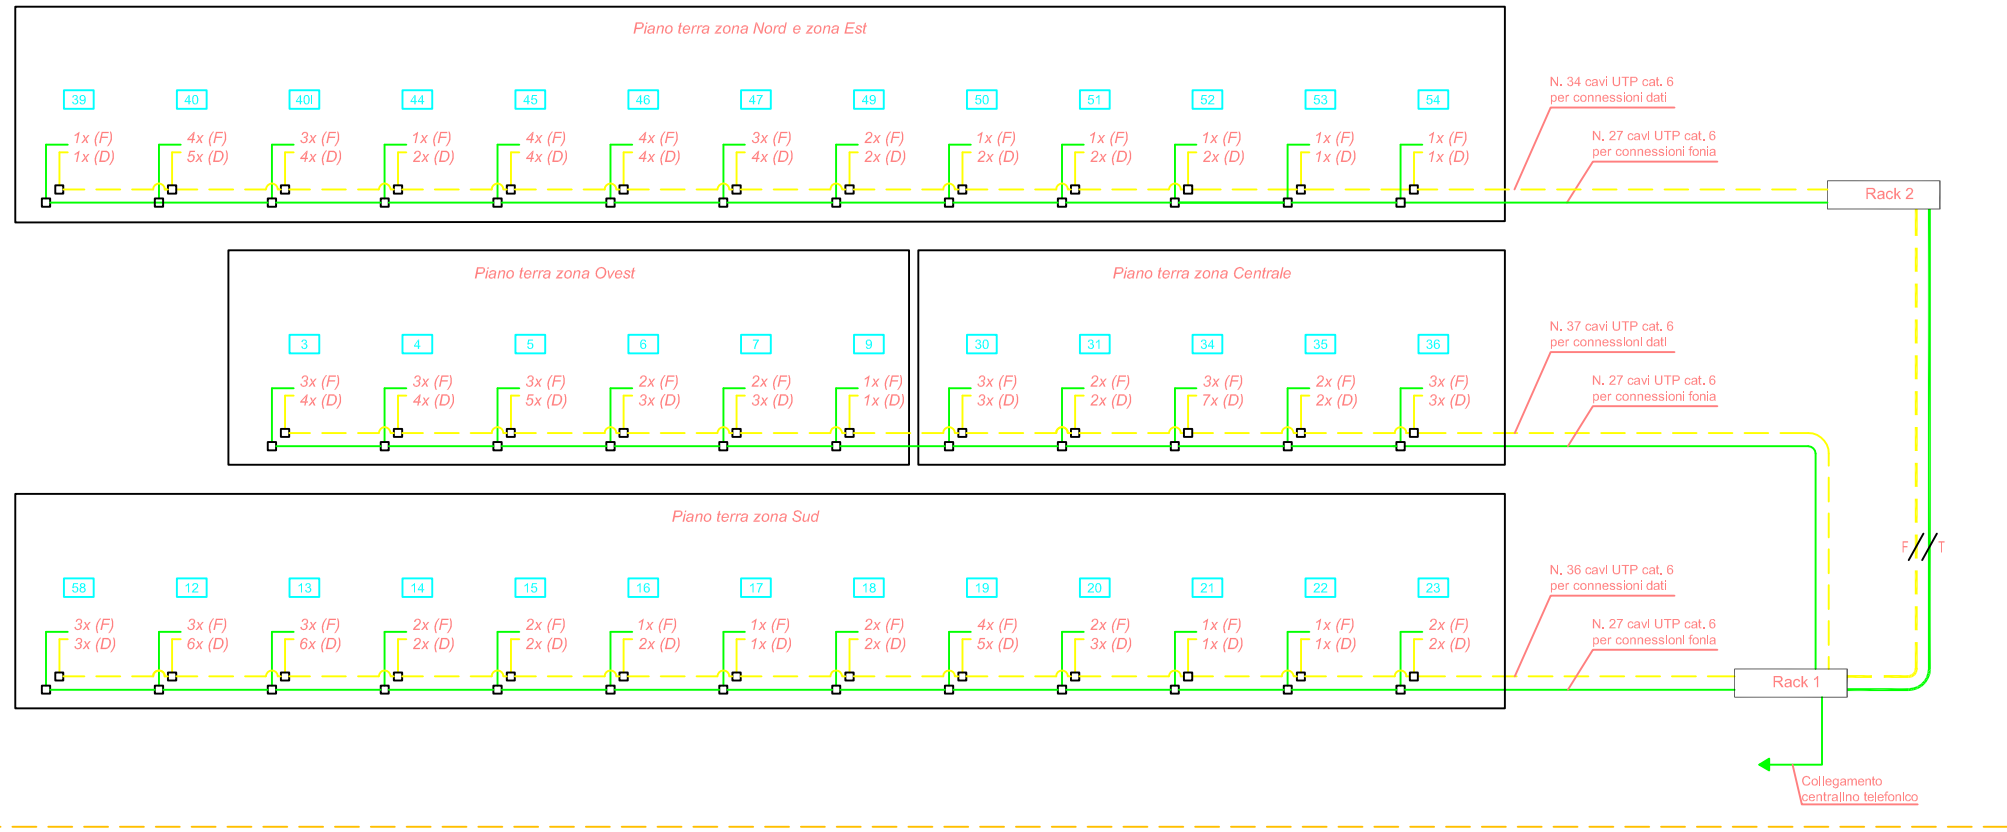 Piano terra zona Nord e zona Est
39 40 40I 44 45 46 47 49 50 51 52 53 54
1x (F) 4x (F) 3x (F) 1x (F) 4x (F) 4x (F) 3x (F) 2x (F) 1x (F) 1x (F) 1x (F) 1x (F) 1x (F)
1x (D) 5x (D) 4x (D) 2x (D) 4x (D) 4x (D) 4x (D) 2x (D) 2x (D) 2x (D) 2x (D) 1x (D) 1x (D)
N. 34 cavi UTP cat. 6
per connessioni dati
N. 27 cavi UTP cat. 6
per connessioni fonia
Rack 2
Piano terra zona Ovest
3 4 5 6 7 9
3x (F) 3x (F) 3x (F) 2x (F) 2x (F) 1x (F)
4x (D) 4x (D) 5x (D) 3x (D) 3x (D) 1x (D)
Piano terra zona Centrale
30 31 34 35 36
3x (F) 2x (F) 3x (F) 2x (F) 3x (F)
3x (D) 2x (D) 7x (D) 2x (D) 3x (D)
N. 37 cavi UTP cat. 6
per connessioni dati
N. 27 cavi UTP cat. 6
per connessioni fonia
F T
Piano terra zona Sud
58 12 13 14 15 16 17 18 19 20 21 22 23
3x (F) 3x (F) 3x (F) 2x (F) 2x (F) 1x (F) 1x (F) 2x (F) 4x (F) 2x (F) 1x (F) 1x (F) 2x (F)
3x (D) 6x (D) 6x (D) 2x (D) 2x (D) 2x (D) 1x (D) 2x (D) 5x (D) 3x (D) 1x (D) 1x (D) 2x (D)
N. 36 cavi UTP cat. 6
per connessioni dati
N. 27 cavi UTP cat. 6
per connessioni fonia
Rack 1
Collegamento
centralino telefonico